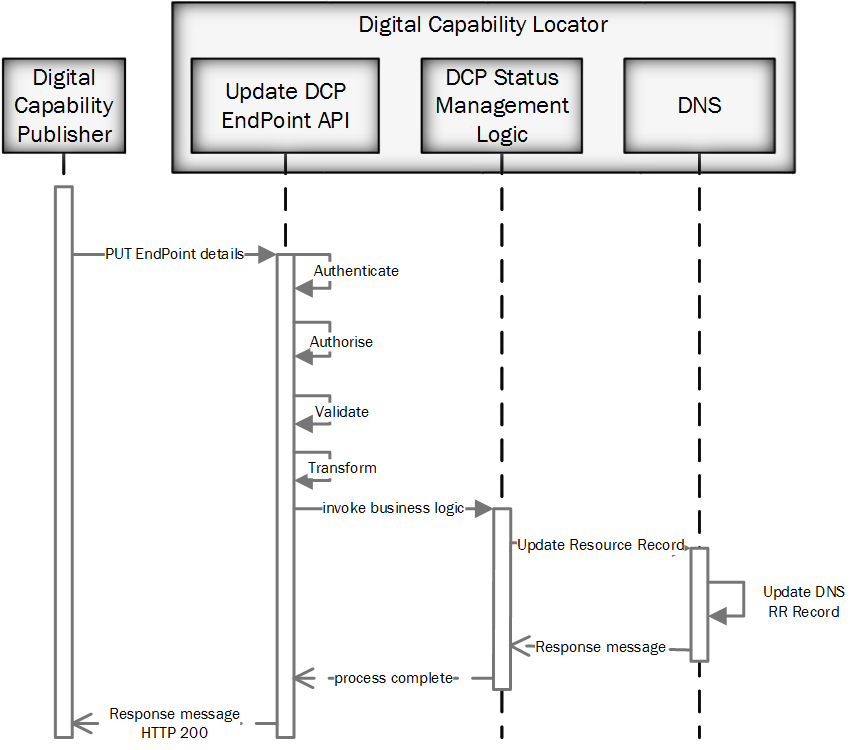 Digital Capability Locator
Digital
Capability
Publisher
Update DCP
EndPoint API
DCP Status
Management
Logic
DNS
PUT EndPoint details
Authenticate
Authorise
Validate
Transform
invoke business logic
Update Resource Record
Update DNS
RR Record
Response message
process complete
Response message
HTTP 200